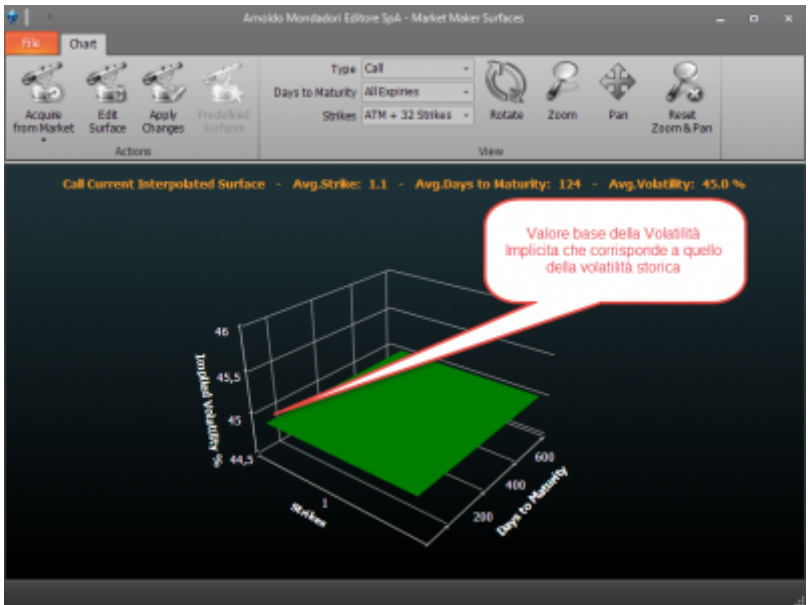 Arnoldo Mondadori Editore SpA - Market Maker Surfaces
File
Chart
Acquire
from Market
Edit
Surface
Apply
Changes
Predefined
Surfaces
Actions
Type Call
Days to Maturity All Expiries
Strikes ATM + 32 Strikes
Rotate
Zoom
Pan
Reset
Zoom & Pan
View
Call Current Interpolated Surface - Avg.Strike: 1.1 - Avg.Days to Maturity: 124 - Avg.Volatility: 45.0 %
Valore base della Volatilità
Implicita che corrisponde a quello
della volatilità storica
46
45,5
45
44,5
Implied Volatility %
1
Strikes
200
400
600
Days to Maturity